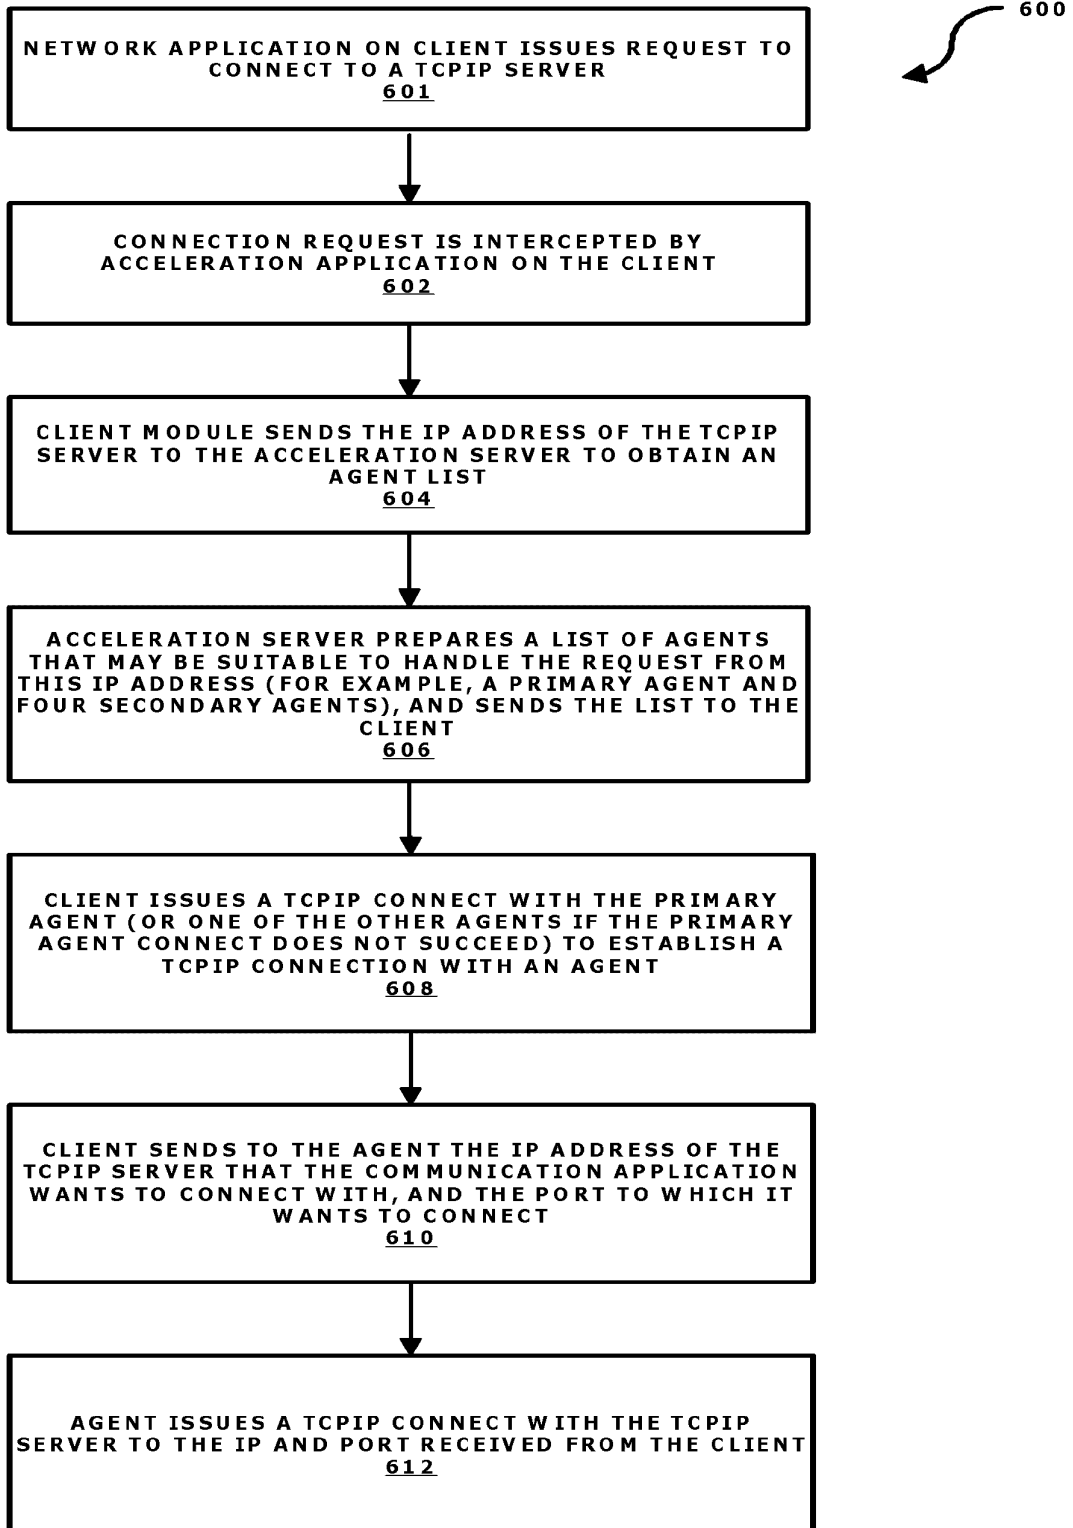 600
NETWORK APPLICATION ON CLIENT ISSUES REQUEST TO
CONNECT TO A TCPIP SERVER
601
CONNECTION REQUEST IS INTERCEPTED BY
ACCELERATION APPLICATION ON THE CLIENT
602
CLIENT MODULE SENDS THE IP ADDRESS OF THE TCPIP
SERVER TO THE ACCELERATION SERVER TO OBTAIN AN
AGENT LIST
604
ACCELERATION SERVER PREPARES A LIST OF AGENTS
THAT MAY BE SUITABLE TO HANDLE THE REQUEST FROM
THIS IP ADDRESS (FOR EXAMPLE, A PRIMARY AGENT AND
FOUR SECONDARY AGENTS), AND SENDS THE LIST TO THE
CLIENT
606
CLIENT ISSUES A TCPIP CONNECT WITH THE PRIMARY
AGENT (OR ONE OF THE OTHER AGENTS IF THE PRIMARY
AGENT CONNECT DOES NOT SUCCEED) TO ESTABLISH A
TCPIP CONNECTION WITH AN AGENT
608
CLIENT SENDS TO THE AGENT THE IP ADDRESS OF THE
TCPIP SERVER THAT THE COMMUNICATION APPLICATION
WANTS TO CONNECT WITH, AND THE PORT TO WHICH IT
WANTS TO CONNECT
610
AGENT ISSUES A TCPIP CONNECT WITH THE TCPIP
SERVER TO THE IP AND PORT RECEIVED FROM THE CLIENT
612